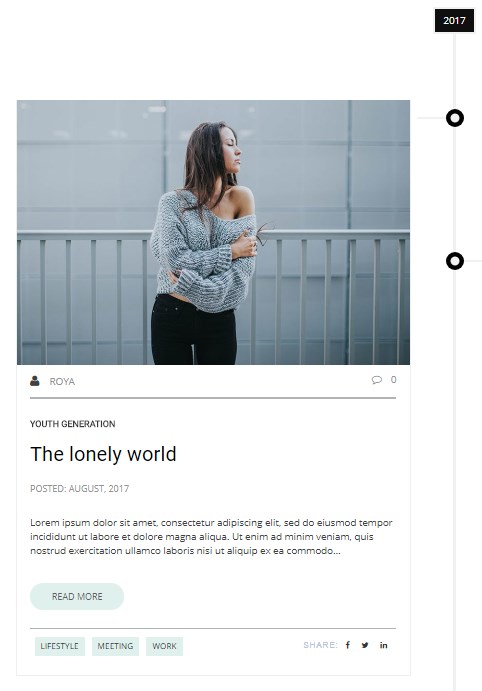 2017
ROYA
0
YOUTH GENERATION
The lonely world
POSTED: AUGUST, 2017
Lorem ipsum dolor sit amet, consectetur adipiscing elit, sed do eiusmod tempor
incididunt ut labore et dolore magna aliqua. Ut enim ad minim veniam, quis
nostrud exercitation ullamco laboris nisi ut aliquip ex ea commodo...
READ MORE
LIFESTYLE MEETING WORK SHARE: